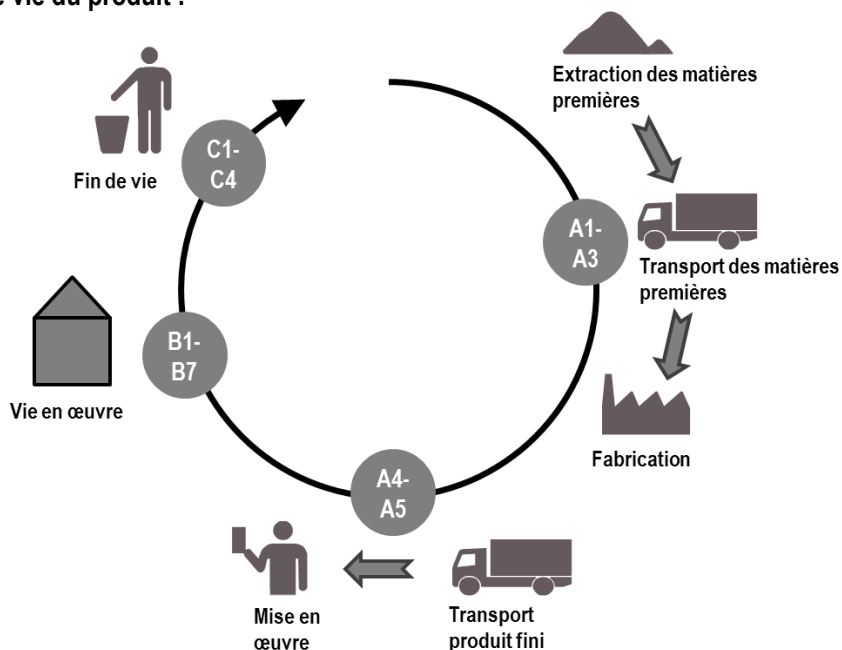 vie du produit :
Extraction des matières
premières
A1-
A3
Transport des matières
premières
Fabrication
A4-
A5
Transport
produit fini
Mise en
œuvre
B1-
B7
Vie en œuvre
C1-
C4
Fin de vie